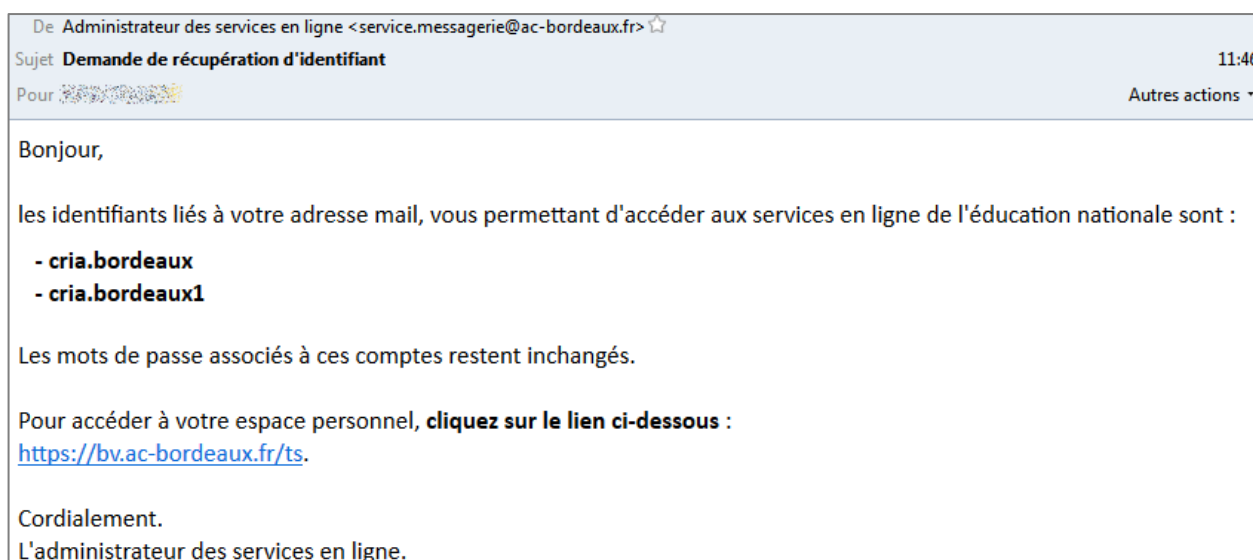 De Administrateur des services en ligne <service.messagerie@ac-bordeaux.fr>
Sujet Demande de récupération d'identifiant 11:46
Pour
Autres actions
Bonjour,
les identifiants liés à votre adresse mail, vous permettant d'accéder aux services en ligne de l'éducation nationale sont :
- cria.bordeaux
- cria.bordeaux1
Les mots de passe associés à ces comptes restent inchangés.
Pour accéder à votre espace personnel, cliquez sur le lien ci-dessous :
https://bv.ac-bordeaux.fr/ts.
Cordialement.
L'administrateur des services en ligne.